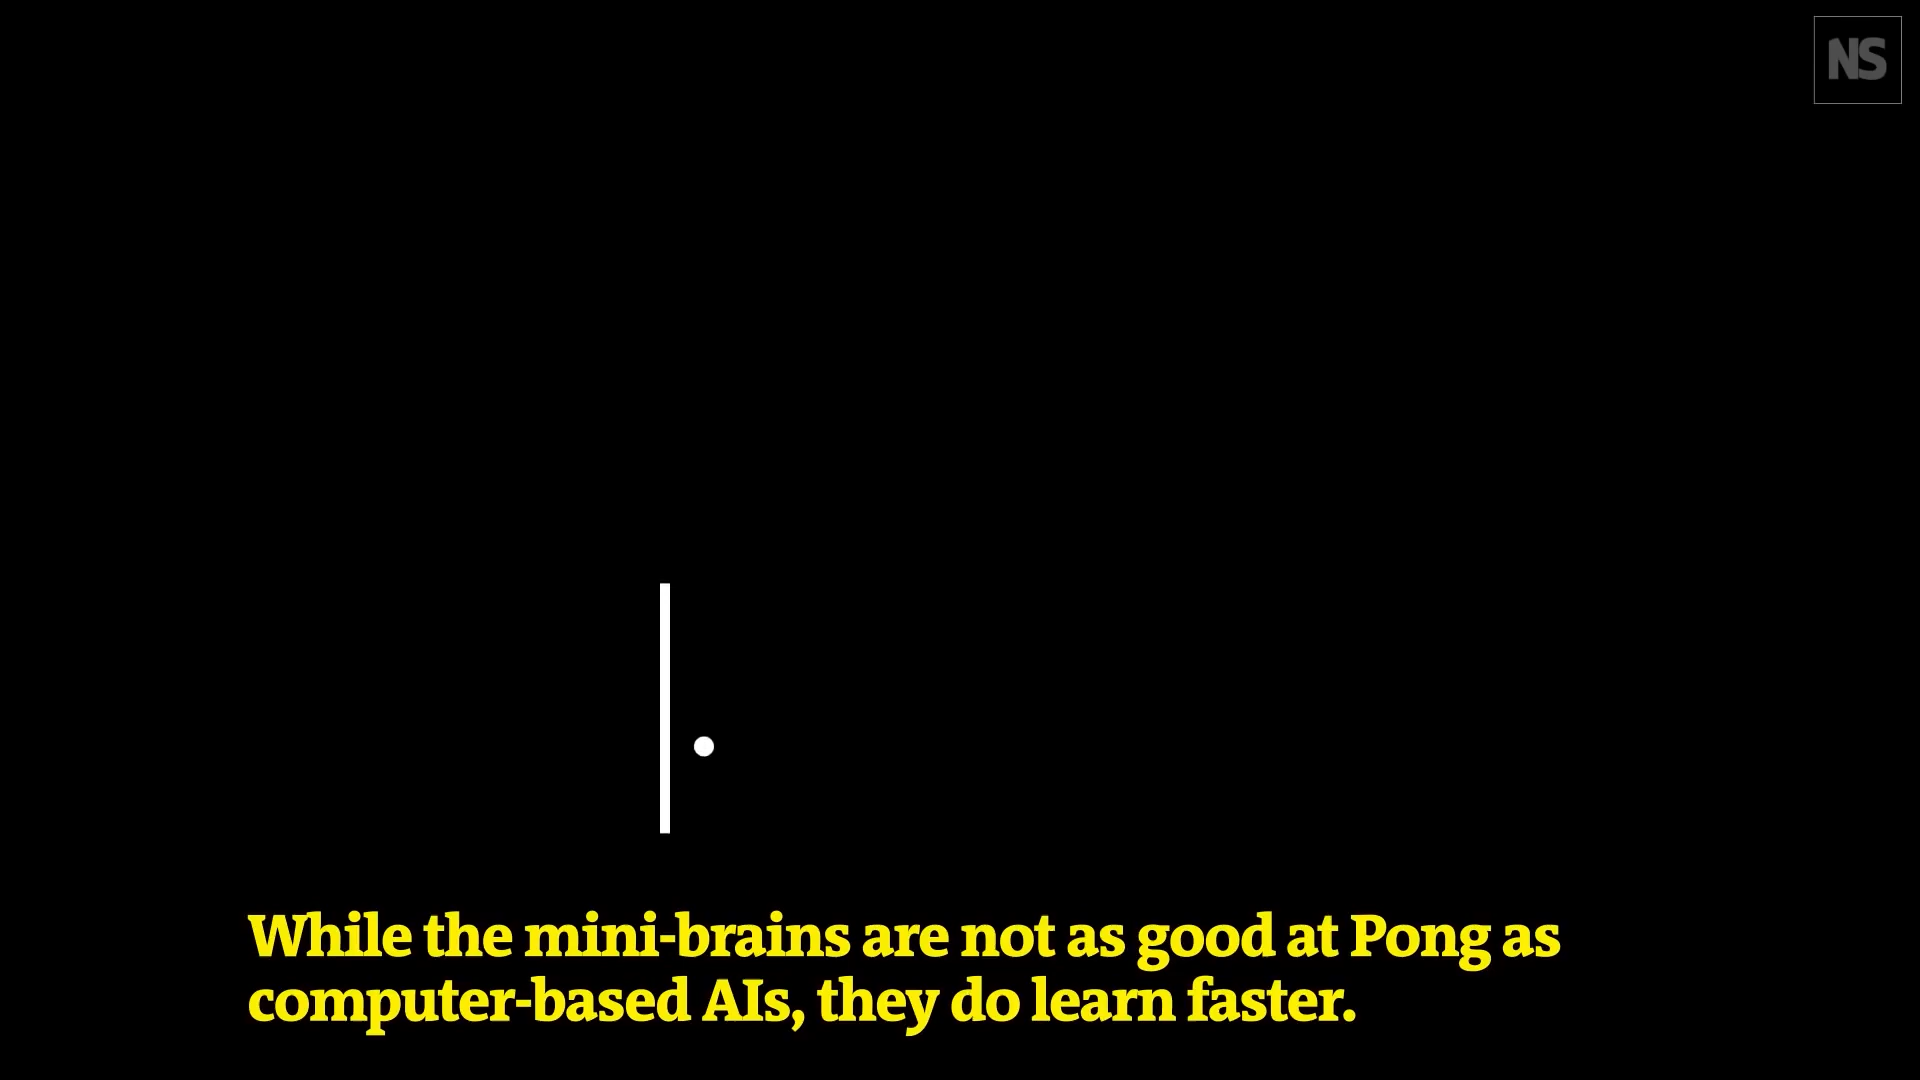 NS
While the mini-brains are not as good at Pong as
computer-based AIs, they do learn faster.